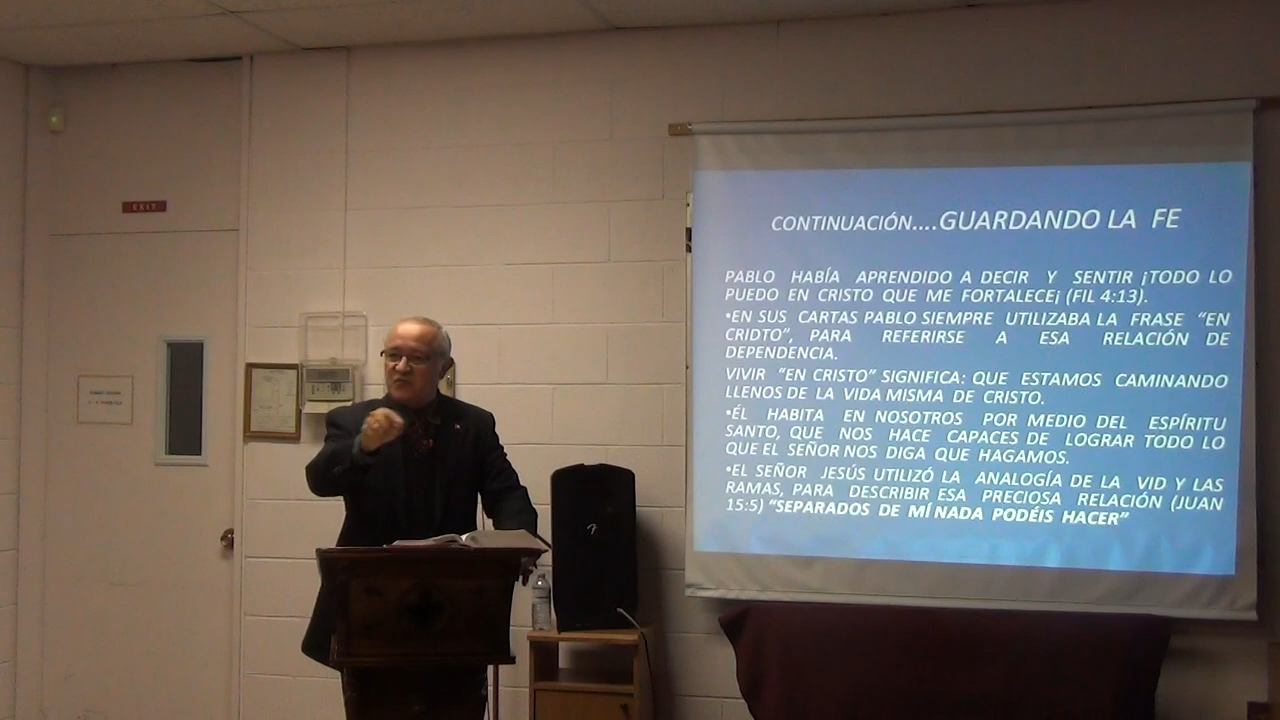 EXIT
CONTINUACIÓN....GUARDANDO LA FE
PABLO HABÍA APRENDIDO A DECIR Y SENTIR ¡TODO LO
PUEDO EN CRISTO QUE ME FORTALECE¡ (FIL 4:13).
•EN SUS CARTAS PABLO SIEMPRE UTILIZABA LA FRASE “EN
CRIDTO”, PARA REFERIRSE A ESA RELACIÓN DE
DEPENDENCIA.
VIVIR “EN CRISTO” SIGNIFICA: QUE ESTAMOS CAMINANDO
LLENOS DE LA VIDA MISMA DE CRISTO.
•ÉL HABITA EN NOSOTROS POR MEDIO DEL ESPÍRITU
SANTO, QUE NOS HACE CAPACES DE LOGRAR TODO LO
QUE EL SEÑOR NOS DIGA QUE HAGAMOS.
•EL SEÑOR JESÚS UTILIZÓ LA ANALOGÍA DE LA VID Y LAS
RAMAS, PARA DESCRIBIR ESA PRECIOSA RELACIÓN (JUAN
15:5) “SEPARADOS DE MÍ NADA PODÉIS HACER”